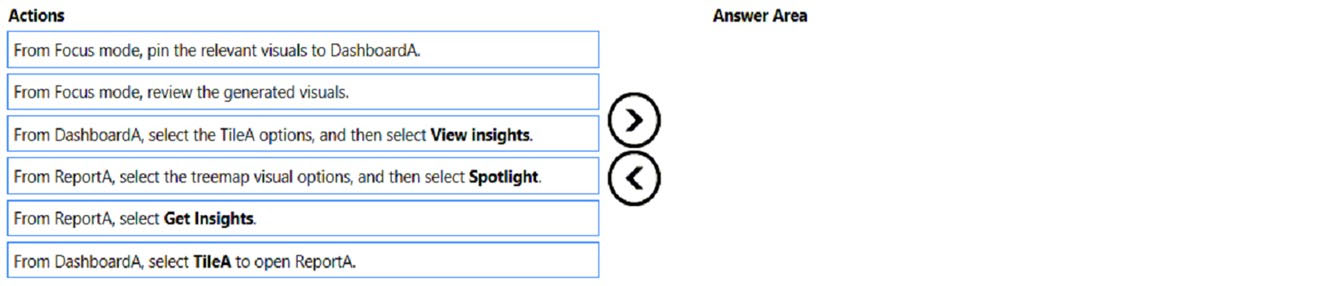 Actions
Answer Area
From Focus mode, pin the relevant visuals to DashboardA.
From Focus mode, review the generated visuals.
From DashboardA, select the TileA options, and then select View insights.
From ReportA, select the treemap visual options, and then select Spotlight.
From ReportA, select Get Insights.
From DashboardA, select TileA to open ReportA.